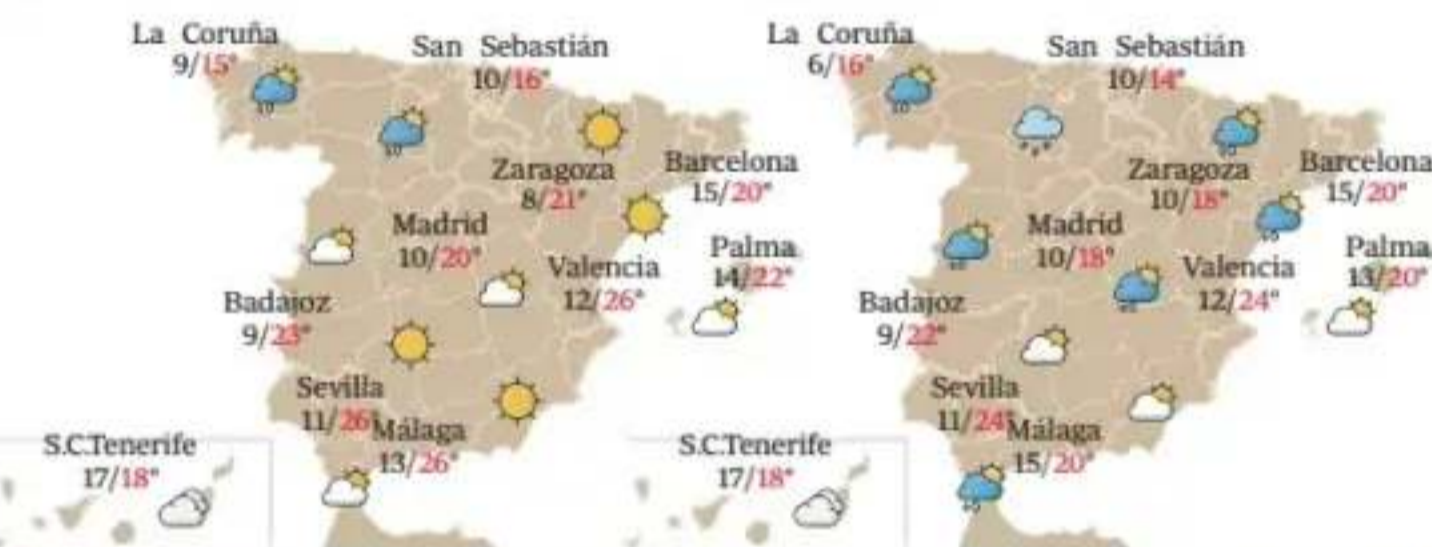 La Coruña
9/15°
San Sebastián
10/16°
Zaragoza
8/21°
Barcelona
15/20°
Madrid
10/20°
Valencia
12/26°
Palma
14/22°
Badajoz
9/23°
Sevilla
11/26°
Málaga
13/26°
S.C.Tenerife
17/18°
La Coruña
6/16°
San Sebastián
10/14°
Zaragoza
10/18°
Barcelona
15/20°
Madrid
10/18°
Valencia
12/24°
Palma
13/20°
Badajoz
9/22°
Sevilla
11/24°
Málaga
15/20°
S.C.Tenerife
17/18°